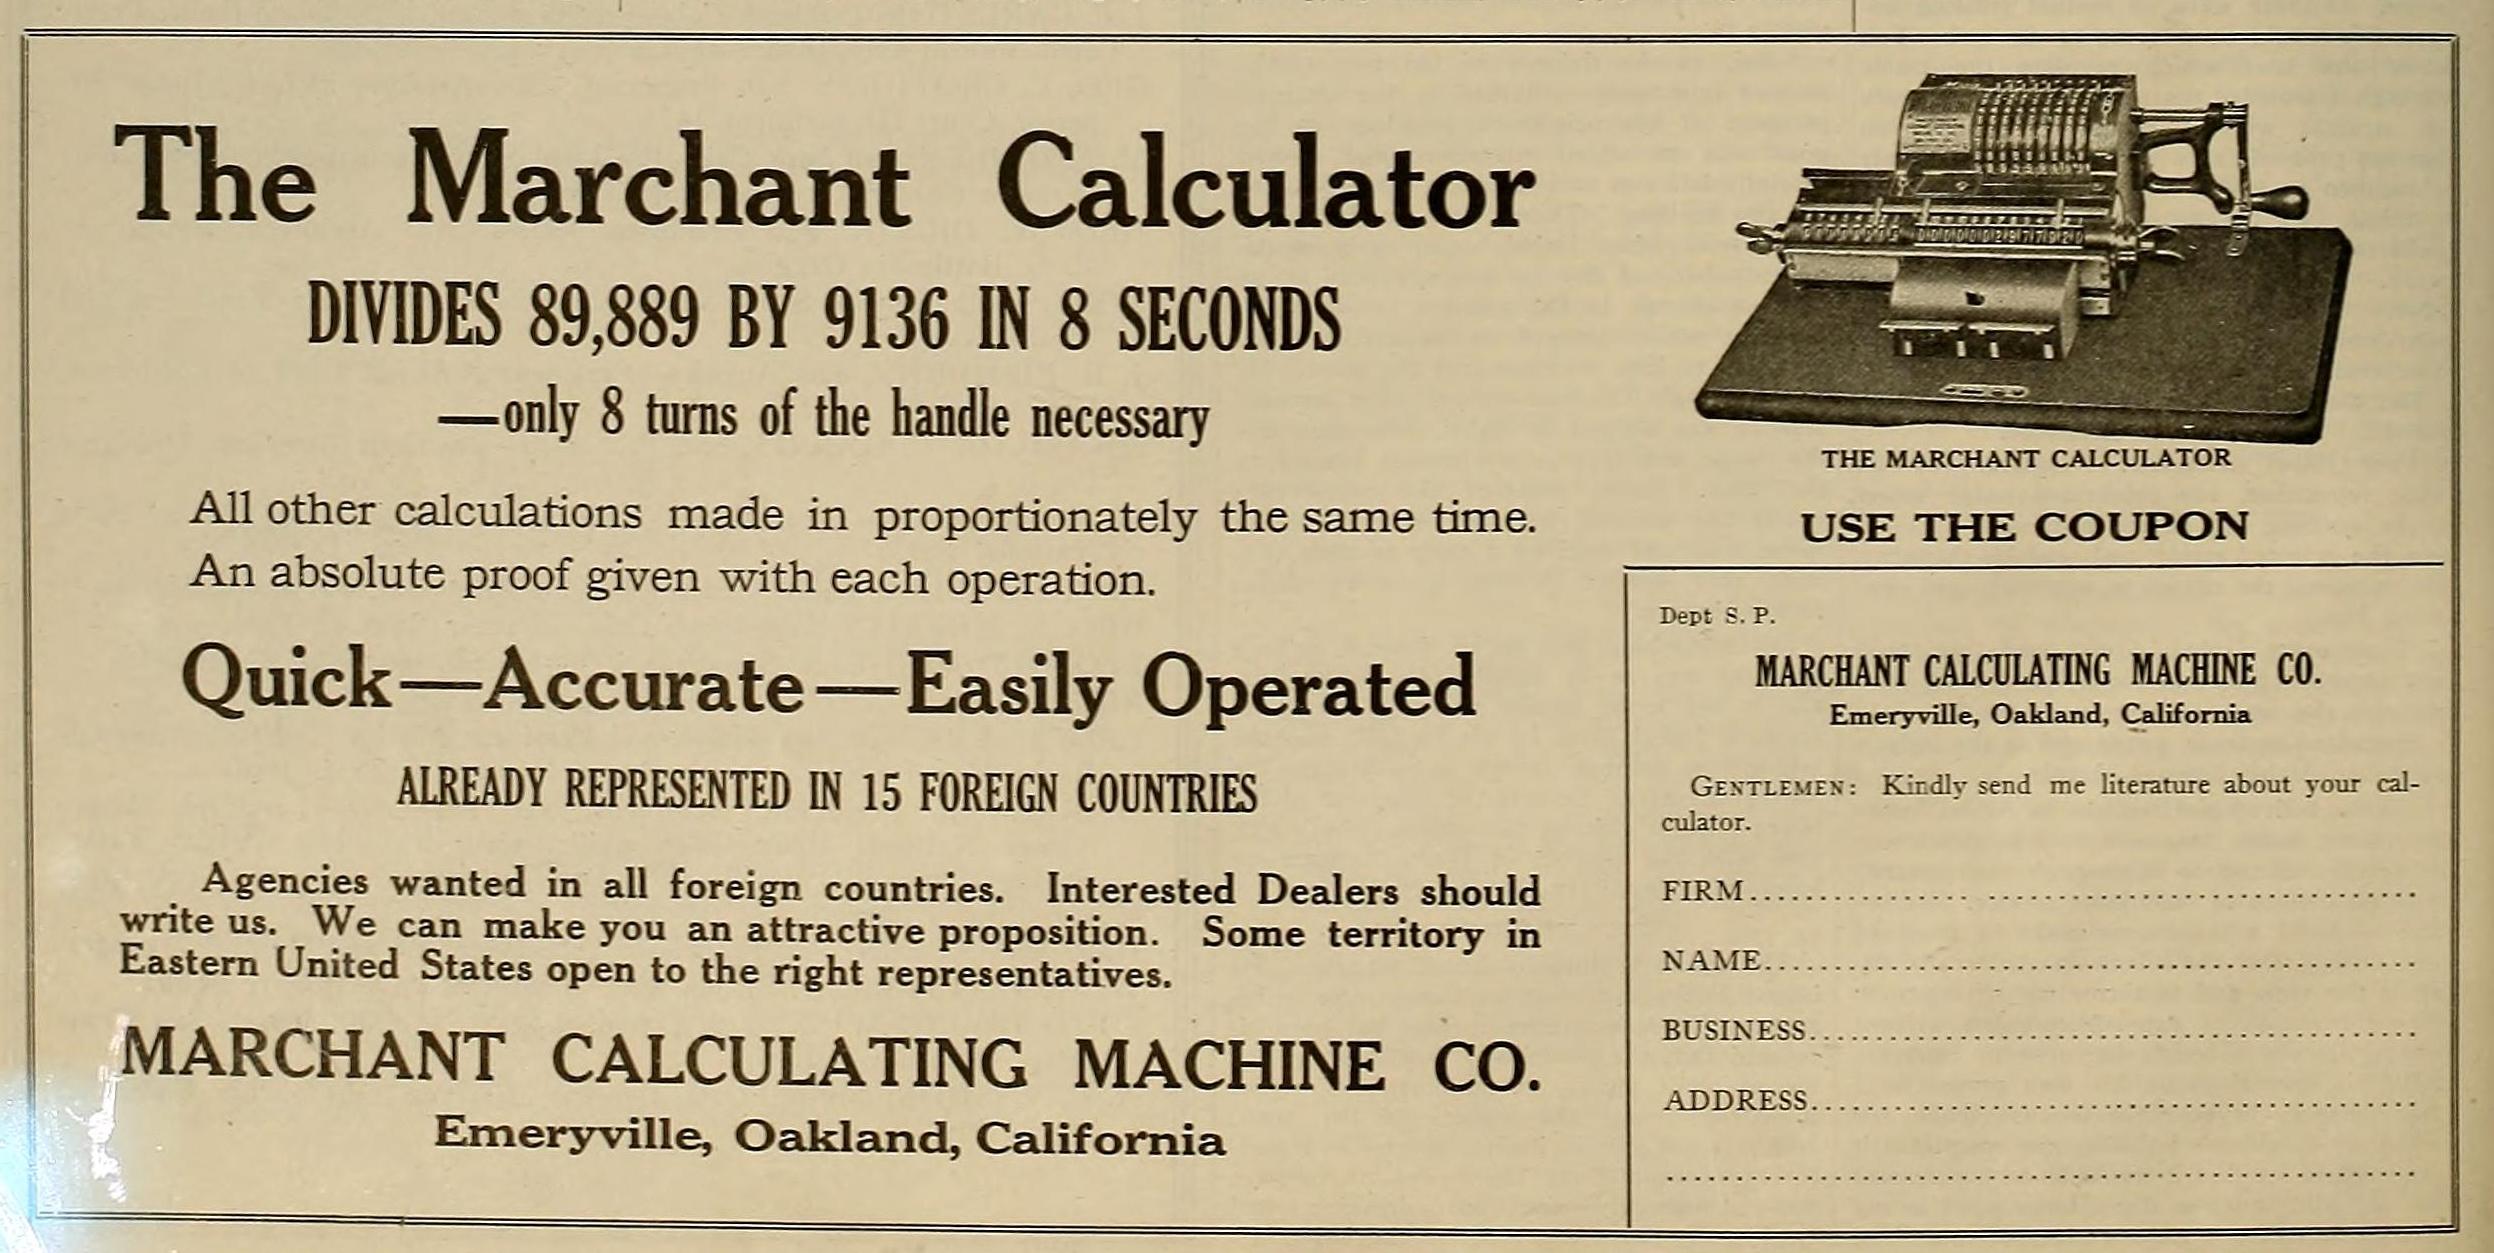 The Marchant Calculator
DIVIDES 89,889 BY 9136 IN 8 SECONDS
—only 8 turns of the handle necessary
All other calculations made in proportionately the same time.
An absolute proof given with each operation.
Quick—Accurate—Easily Operated
ALREADY REPRESENTED IN 15 FOREIGN COUNTRIES
Agencies wanted in all foreign countries. Interested Dealers should
write us. We can make you an attractive proposition. Some territory in
Eastern United States open to the right representatives.
MARCHANT CALCULATING MACHINE CO.
Emeryville, Oakland, California
THE MARCHANT CALCULATOR
USE THE COUPON
Dept S. P.
MARCHANT CALCULATING MACHINE CO.
Emeryville, Oakland, California
GENTLEMEN: Kindly send me literature about your cal-
culator.
FIRM
NAME
BUSINESS
ADDRESS